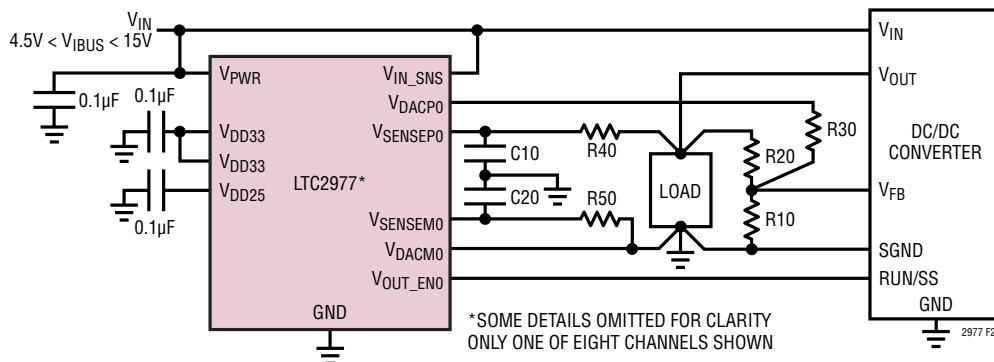 V_IN
4.5V < V_IBUS < 15V
0.1µF
0.1µF
0.1µF
V_PWR
V_DD33
V_DD33
V_DD25
LTC2977*
GND
V_IN_SNS
V_DACP0
V_SENSEP0
V_SENSEM0
V_DACM0
V_OUT_EN0
C10
C20
R40
R50
LOAD
R20
R30
R10
V_IN
V_OUT
DC/DC
CONVERTER
V_FB
SGND
RUN/SS
GND
*SOME DETAILS OMITTED FOR CLARITY
ONLY ONE OF EIGHT CHANNELS SHOWN